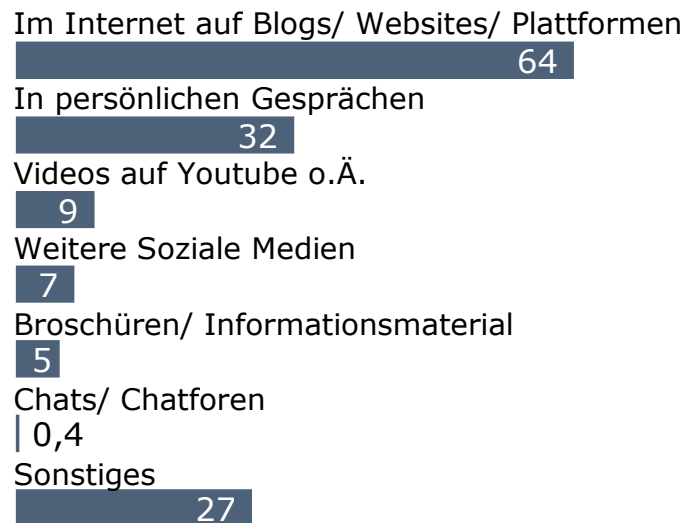 Im Internet auf Blogs/ Websites/ Plattformen
64
In persönlichen Gesprächen
32
Videos auf Youtube o.Ä.
9
Weitere Soziale Medien
7
Broschüren/ Informationsmaterial
5
Chats/ Chatforen
0,4
Sonstiges
27